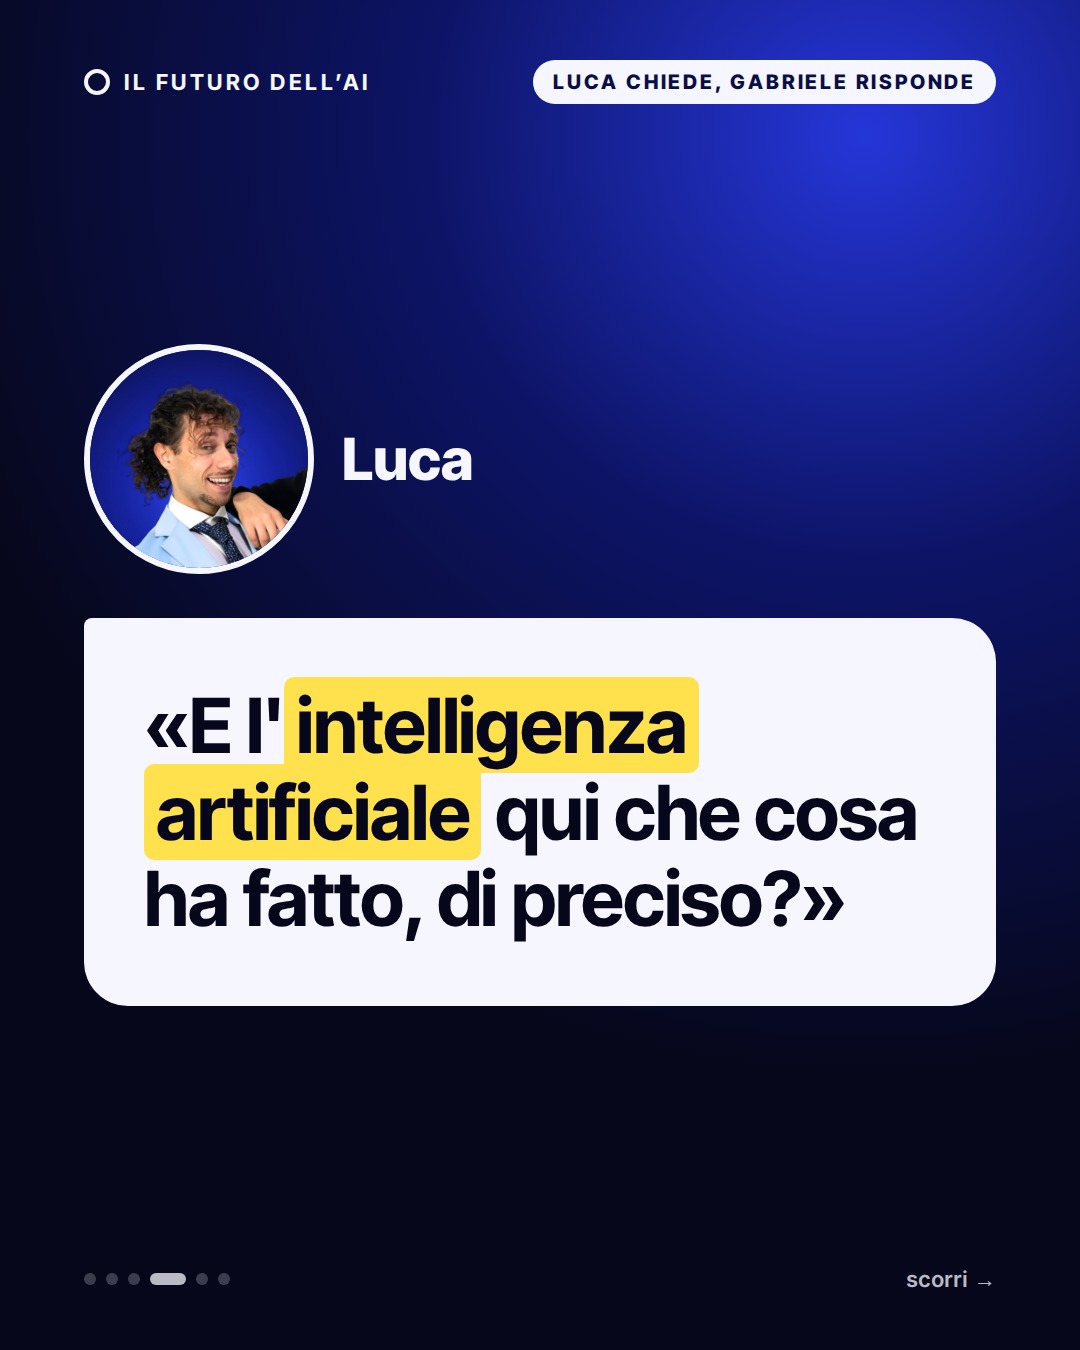 IL FUTURO DELL’AI
LUCA CHIEDE, GABRIELE RISPONDE
Luca
«E l'intelligenza
artificiale qui che cosa
ha fatto, di preciso?»
scorri →